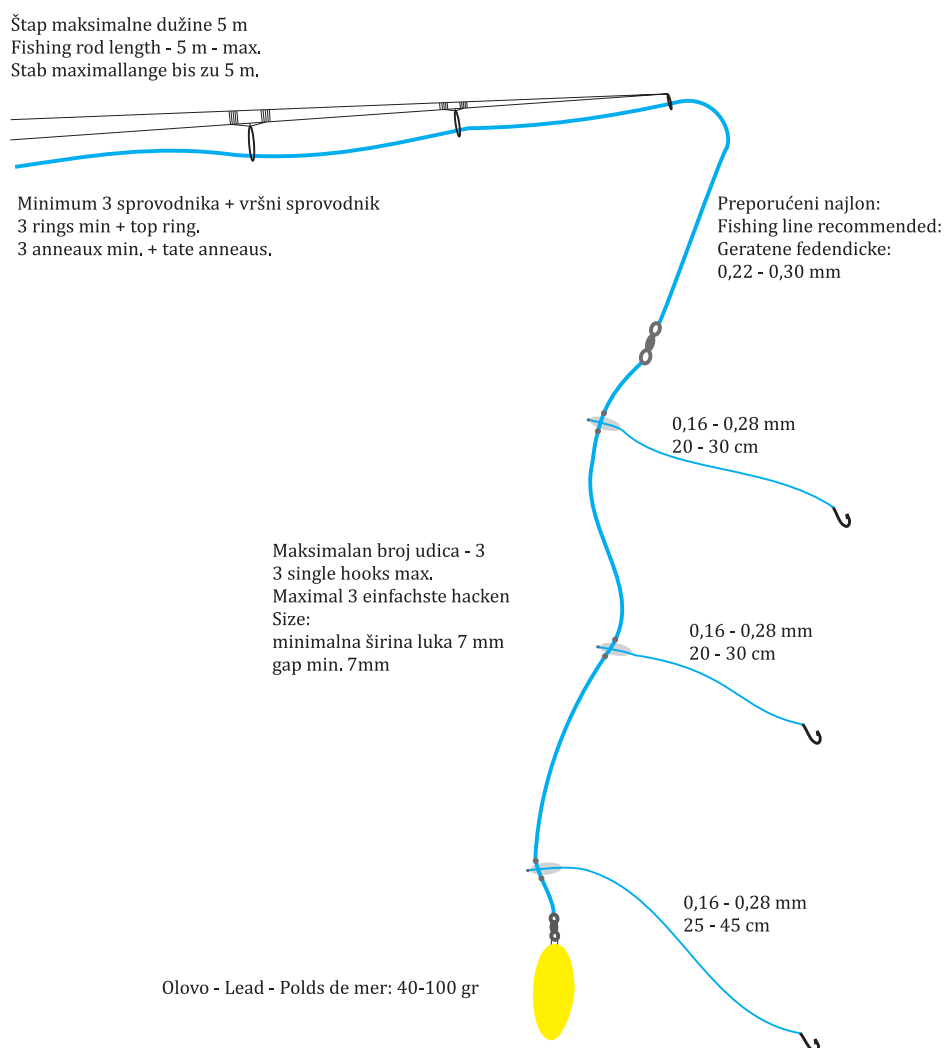 Štap maksimalne dužine 5 m
Fishing rod length - 5 m - max.
Stab maximallange bis zu 5 m.
Minimum 3 sprovodnika + vršni sprovodnik
3 rings min + top ring.
3 anneaux min. + tate anneaus.
Preporućeni najlon:
Fishing line recommended:
Geratene fedendicke:
0,22 - 0,30 mm
0,16 - 0,28 mm
20 - 30 cm
Maksimalan broj udica - 3
3 single hooks max.
Maximal 3 einfachste hacken
Size:
minimalna širina luka 7 mm
gap min. 7mm
0,16 - 0,28 mm
20 - 30 cm
0,16 - 0,28 mm
25 - 45 cm
Olovo - Lead - Polds de mer: 40-100 gr